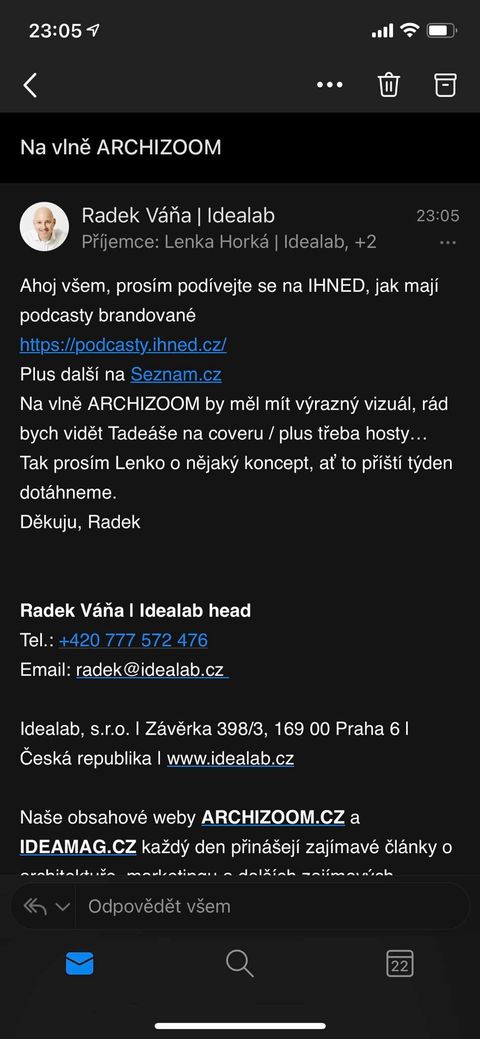 23:05
Na vlně ARCHIZOOM
Radek Váňa | Idealab
23:05
Příjemce: Lenka Horká | Idealab, +2
Ahoj všem, prosím podívejte se na IHNED, jak mají
podcasty brandované
https://podcasty.ihned.cz/
Plus další na Seznam.cz
Na vlně ARCHIZOOM by měl mít výrazný vizuál, rád
bych vidět Tadeáše na coveru / plus třeba hosty…
Tak prosím Lenko o nějaký koncept, ať to příští týden
dotáhneme.
Děkuju, Radek
Radek Váňa | Idealab head
Tel.: +420 777 572 476
Email: radek@idealab.cz
Idealab, s.r.o. | Závěrka 398/3, 169 00 Praha 6 |
Česká republika | www.idealab.cz
Naše obsahové weby ARCHIZOOM.CZ a
IDEAMAG.CZ každý den přinášejí zajímavé články o
architektuře, marketingu a dalších zajímavých
Odpovědět všem
22